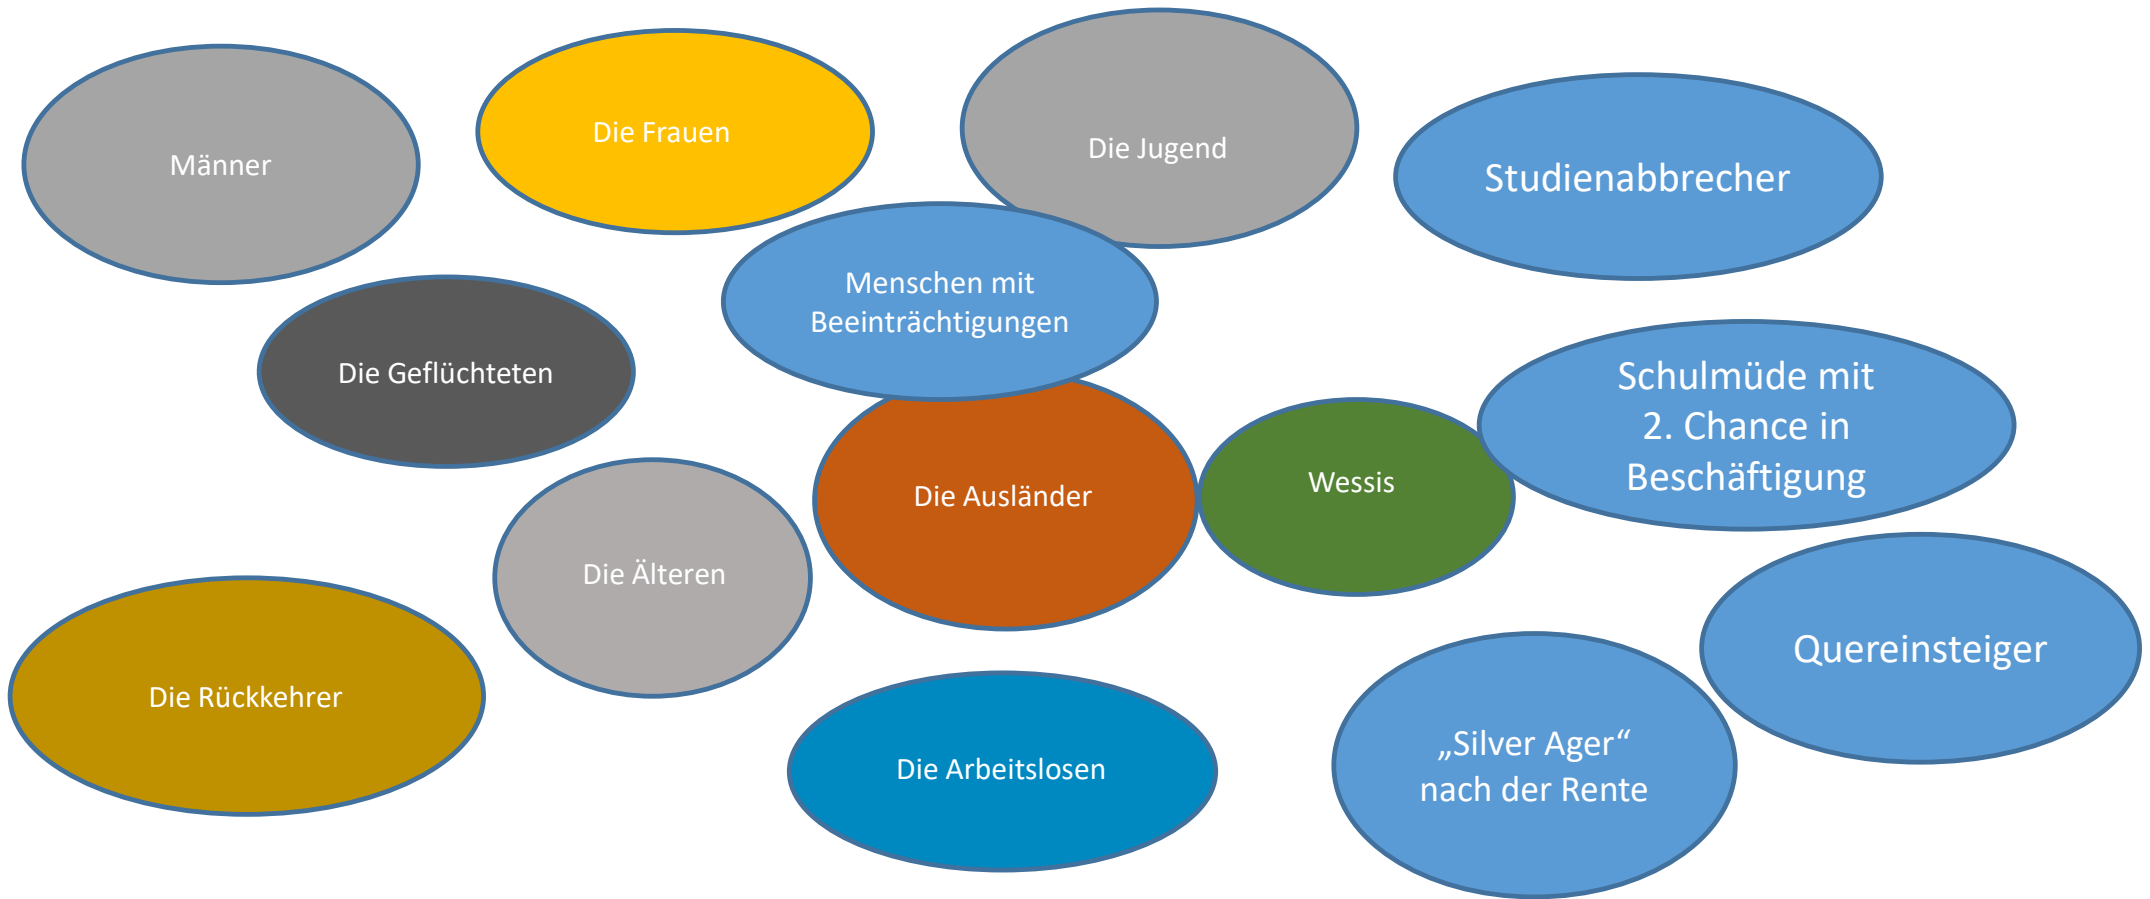 Männer
Die Frauen
Die Jugend
Studienabbrecher
Menschen mit
Beeinträchtigungen
Die Geflüchteten
Schulmüde mit
2. Chance in
Beschäftigung
Die Ausländer
Wessis
Die Älteren
Quereinsteiger
Die Rückkehrer
„Silver Ager“
nach der Rente
Die Arbeitslosen